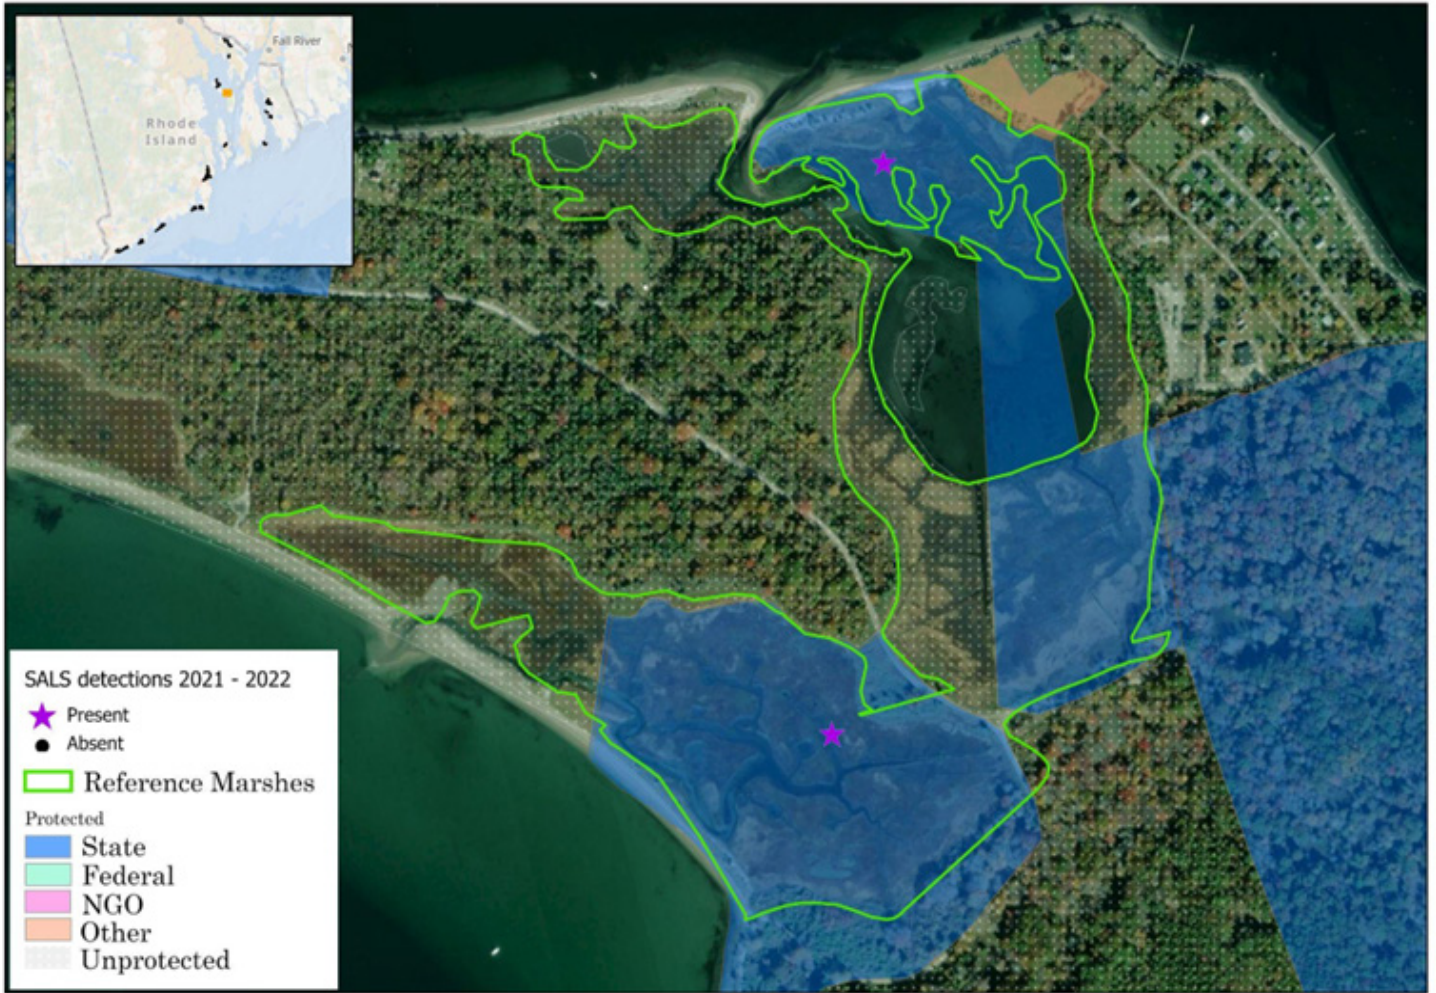 Fall River
Rhode
Island
SALS detections 2021 - 2022
Present
Absent
Reference Marshes
Protected
State
Federal
NGO
Other
Unprotected